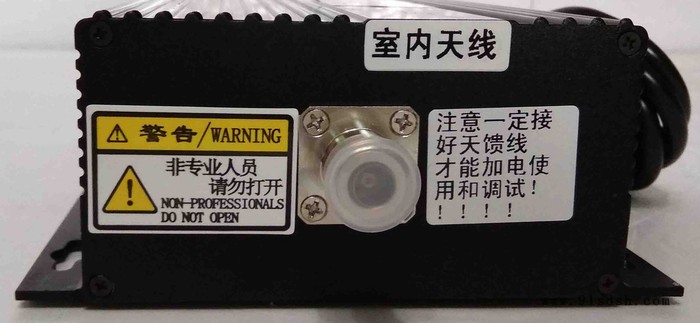 室内天线
警告/WARNING
非专业人员
请勿打开
NON-PROFESSIONALS
DO NOT OPEN
注意一定接
好天馈线
才能加电使
用和调试!
!!!!